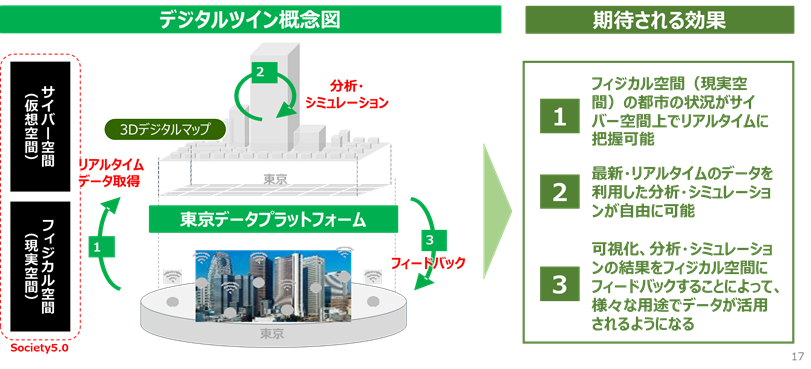 デジタルツイン概念図
期待される効果
サイバー空間
(仮想空間)
フィジカル空間
(現実空間)
Society5.0
2
分析・
シミュレーション
3Dデジタルマップ
リアルタイム
データ取得
東京
東京データプラットフォーム
1
3
フィードバック
東京
1
フィジカル空間（現実空
間）の都市の状況がサイ
バー空間上でリアルタイムに
把握可能
2
最新・リアルタイムのデータを
利用した分析・シミュレーショ
ンが自由に可能
3
可視化、分析・シミュレーショ
ンの結果をフィジカル空間に
フィードバックすることによって、
様々な用途でデータが活用
されるようになる
17